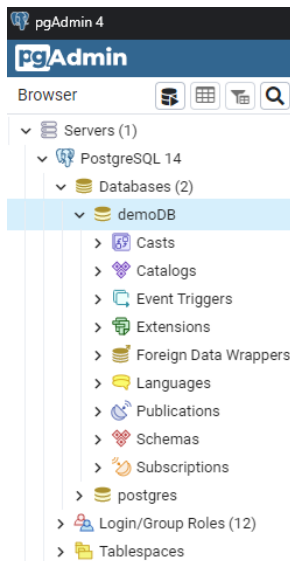 pgAdmin 4
pgAdmin
Browser
Servers (1)
PostgreSQL 14
Databases (2)
demoDB
Casts
Catalogs
Event Triggers
Extensions
Foreign Data Wrappers
Languages
Publications
Schemas
Subscriptions
postgres
Login/Group Roles (12)
Tablespaces